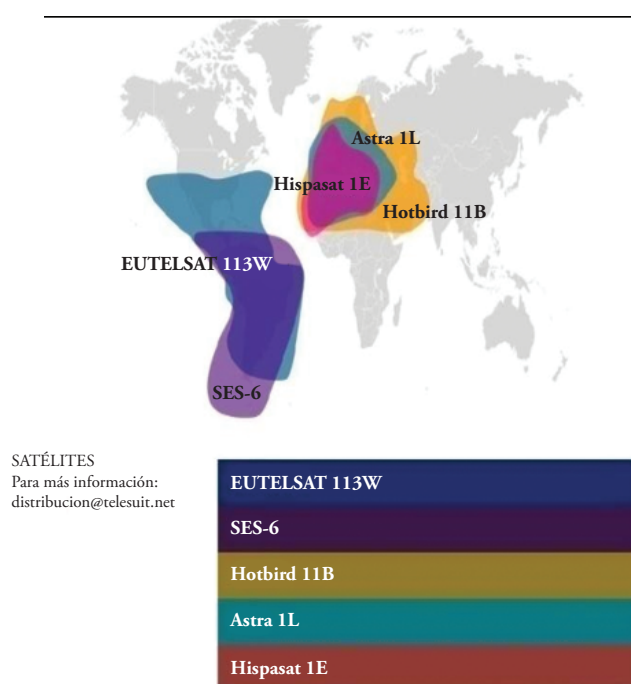 Astra 1L
Hispasat 1E
Hotbird 11B
EUTELSAT 113W
SES-6
SATÉLITES
Para más información:
distribucion@telesuit.net
EUTELSAT 113W
SES-6
Hotbird 11B
Astra 1L
Hispasat 1E